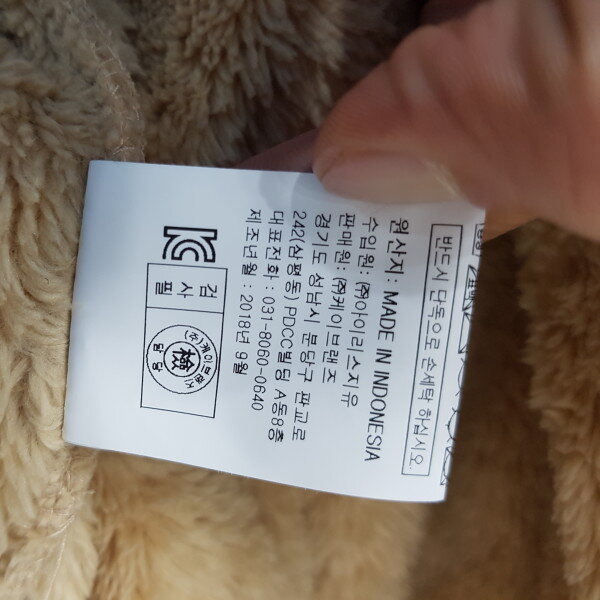 반드시 단독으로 손세탁 하십시오.
원산지: MADE IN INDONESIA
수입원: ㈜아이리스지유
판매원: ㈜케이브랜즈
경기도 성남시 분당구 판교로
242(삼평동) PDCC빌딩 A동8층
대표전화 : 031-8060-0640
제조년월 : 2018년 9월
검사필
檢
담당